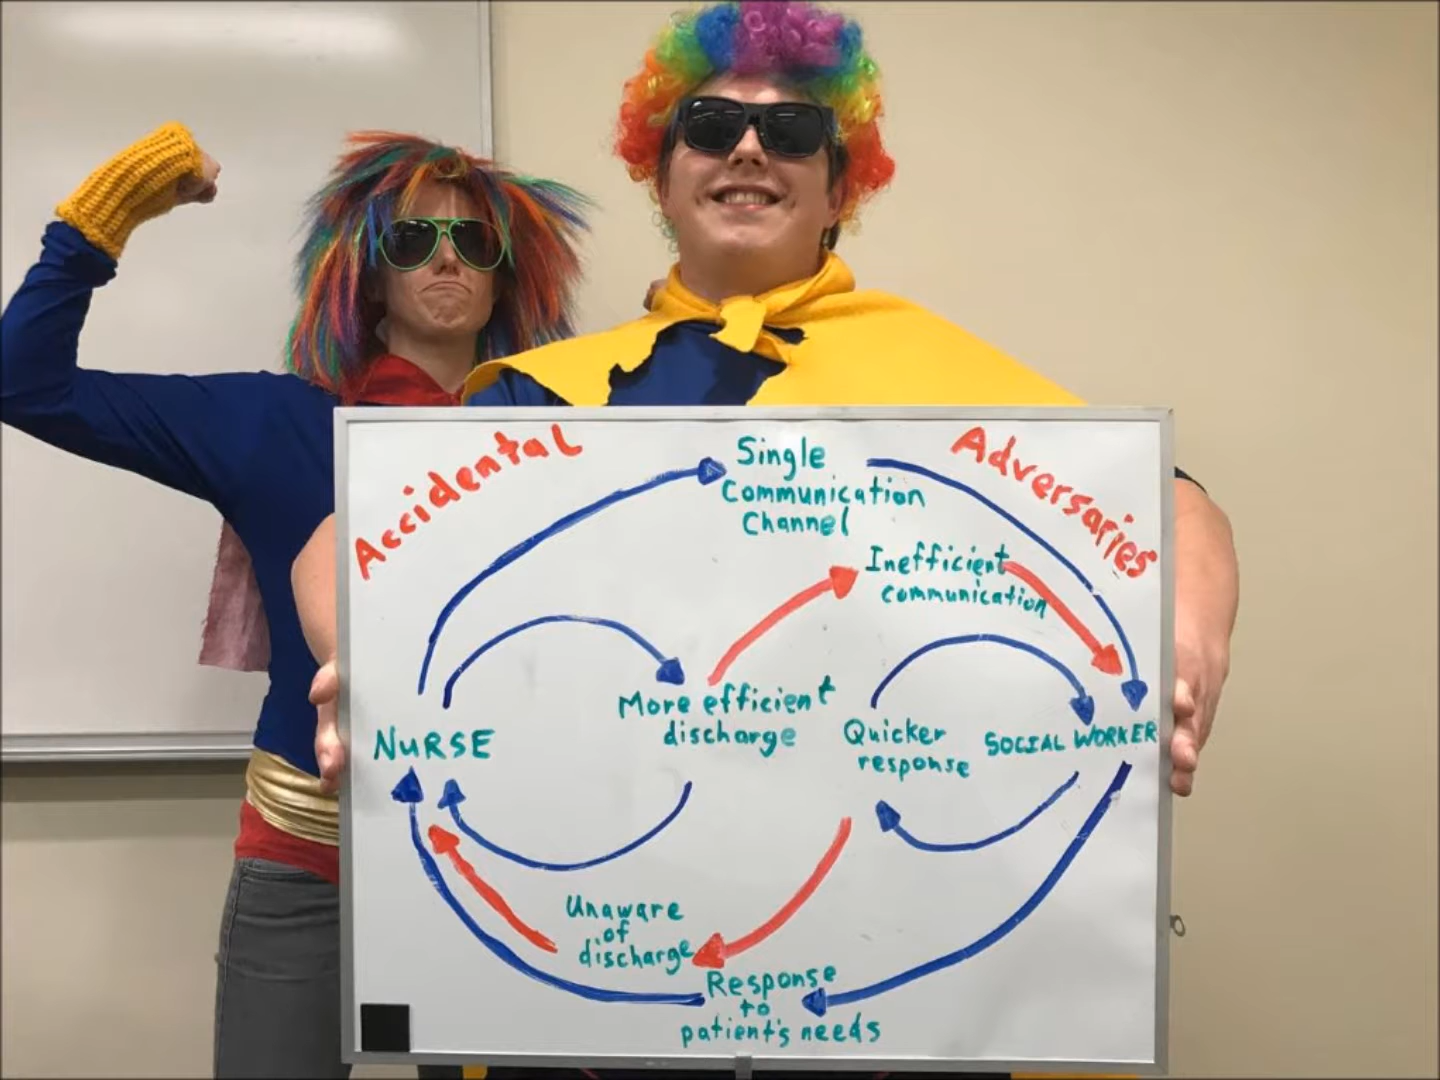 Accidental
Adversaries
Single
Communication
Channel
Inefficient
communication
More efficient
discharge
NURSE
Quicker
response
SOCIAL WORKER
Unaware
of
discharge
Response
to
patient's needs